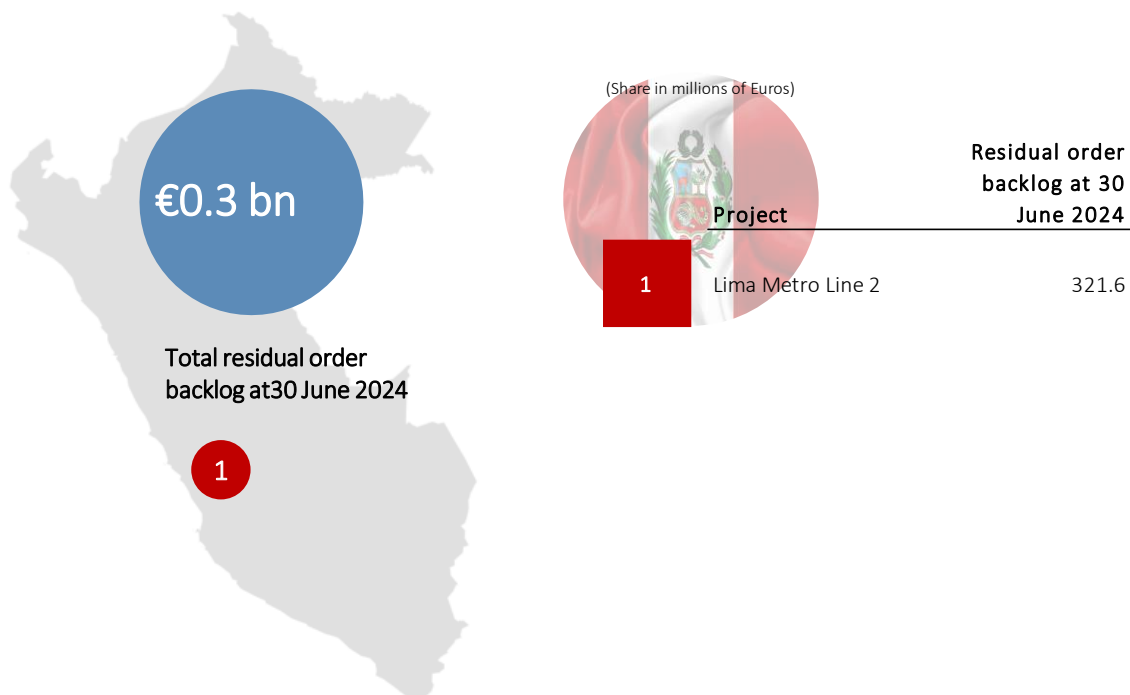 €0.3 bn
Total residual order
backlog at30 June 2024
1
(Share in millions of Euros)
Project
Residual order
backlog at 30
June 2024
1
Lima Metro Line 2
321.6